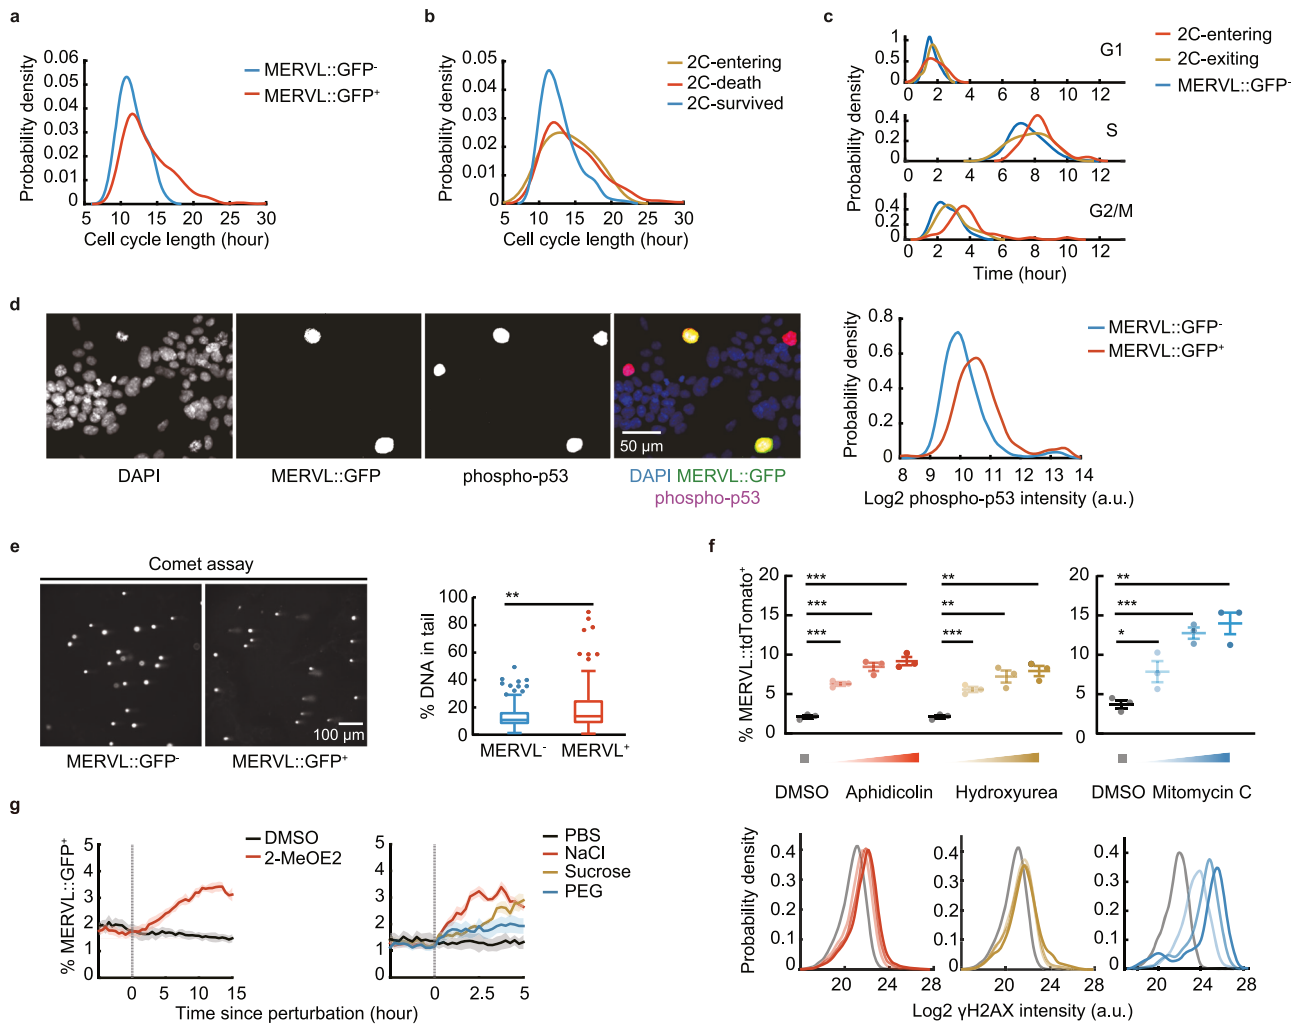 a
Probability density
0.06
0.05
0.04
0.03
0.02
0.01
0
5 10 15 20 25 30
Cell cycle length (hour)
MERVL::GFP-
MERVL::GFP+
b
Probability density
0.05
0.04
0.03
0.02
0.01
0
5 10 15 20 25 30
Cell cycle length (hour)
2C-entering
2C-death
2C-survived
c
2C-entering
2C-exiting
MERVL::GFP-
Probability density
1
0.5
0
G1
0 2 4 6 8 10 12
0.4
0.2
0
S
0 2 4 6 8 10 12
0.4
0.2
0
G2/M
0 2 4 6 8 10 12
Time (hour)
d
50 µm
DAPI
MERVL::GFP
phospho-p53
DAPI MERVL::GFP
phospho-p53
Probability density
0.8
0.6
0.4
0.2
0
8 9 10 11 12 13 14
Log2 phospho-p53 intensity (a.u.)
MERVL::GFP-
MERVL::GFP+
e
Comet assay
100 µm
MERVL::GFP-
MERVL::GFP+
% DNA in tail
100
80
60
40
20
0
**
MERVL-
MERVL+
f
% MERVL::tdTomato+
20
15
10
5
0
***
***
***
**
**
***
DMSO
Aphidicolin
Hydroxyurea
20
15
10
5
0
**
***
*
DMSO Mitomycin C
Probability density
0.4
0.3
0.2
0.1
0
20 24 28
0.4
0.3
0.2
0.1
0
20 24 28
0.4
0.3
0.2
0.1
0
20 24 28
Log2 γH2AX intensity (a.u.)
g
% MERVL::GFP+
5
4
3
2
1
0
0 5 10 15
DMSO
2-MeOE2
5
4
3
2
1
0
0 2.5 5
PBS
NaCl
Sucrose
PEG
Time since perturbation (hour)